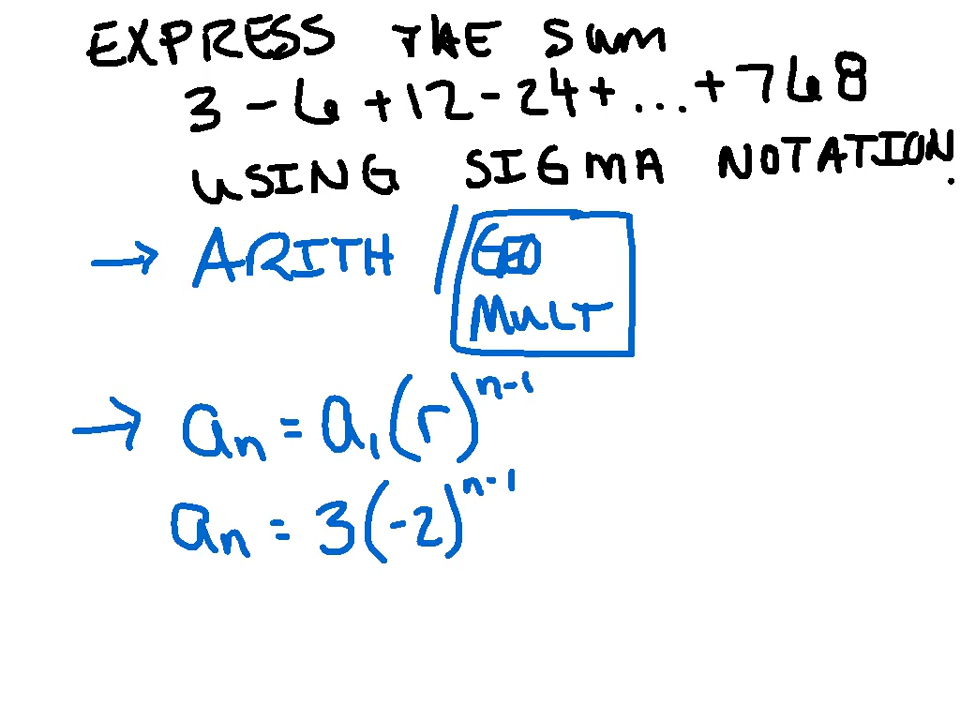 EXPRESS THE SUM
3 - 6 + 12 - 24 + ... + 768
USING SIGMA NOTATION.
→ ARITH / GEO
MULT
→ aₙ = a₁(r)ⁿ⁻¹
aₙ = 3(-2)ⁿ⁻¹